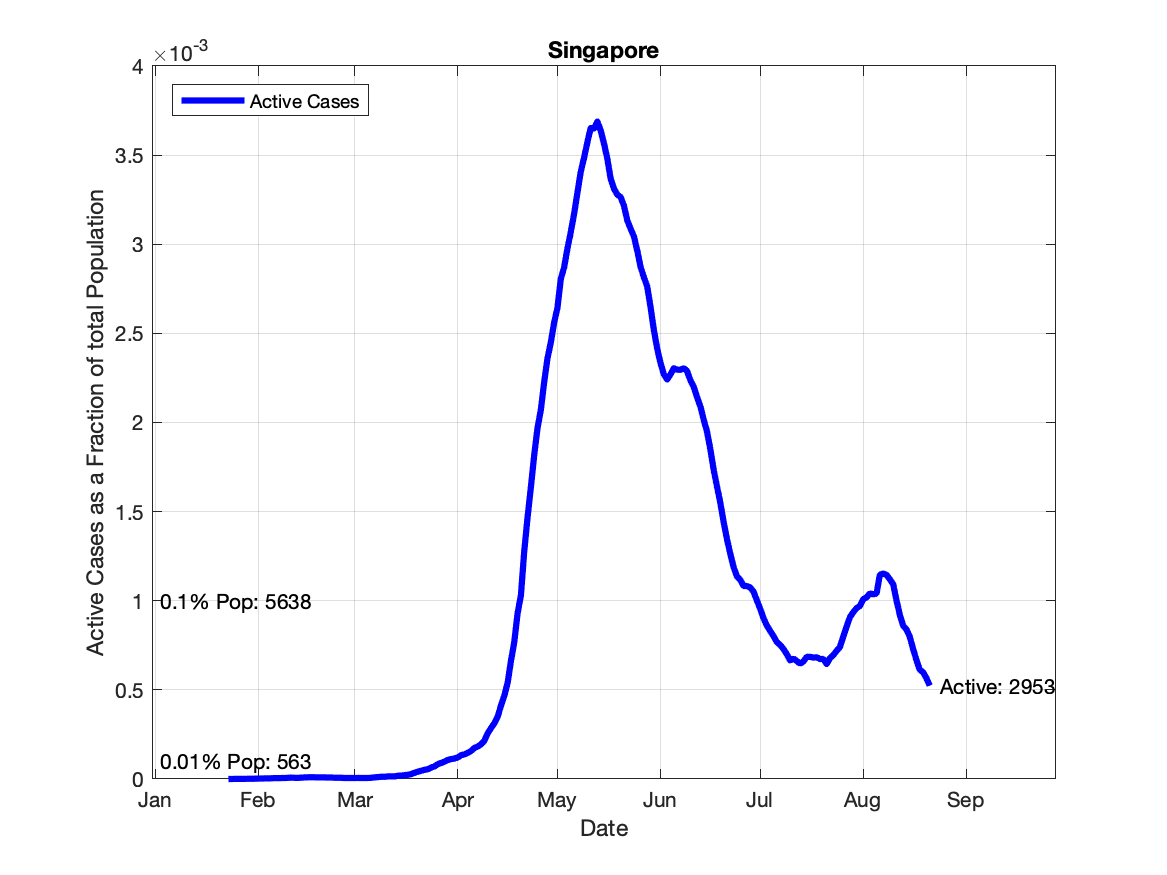 Singapore
×10-3
Active Cases
Active Cases as a Fraction of total Population
4
3.5
3
2.5
2
1.5
1
0.5
0
0.1% Pop: 5638
0.01% Pop: 563
Active: 2953
Jan Feb Mar Apr May Jun Jul Aug Sep
Date